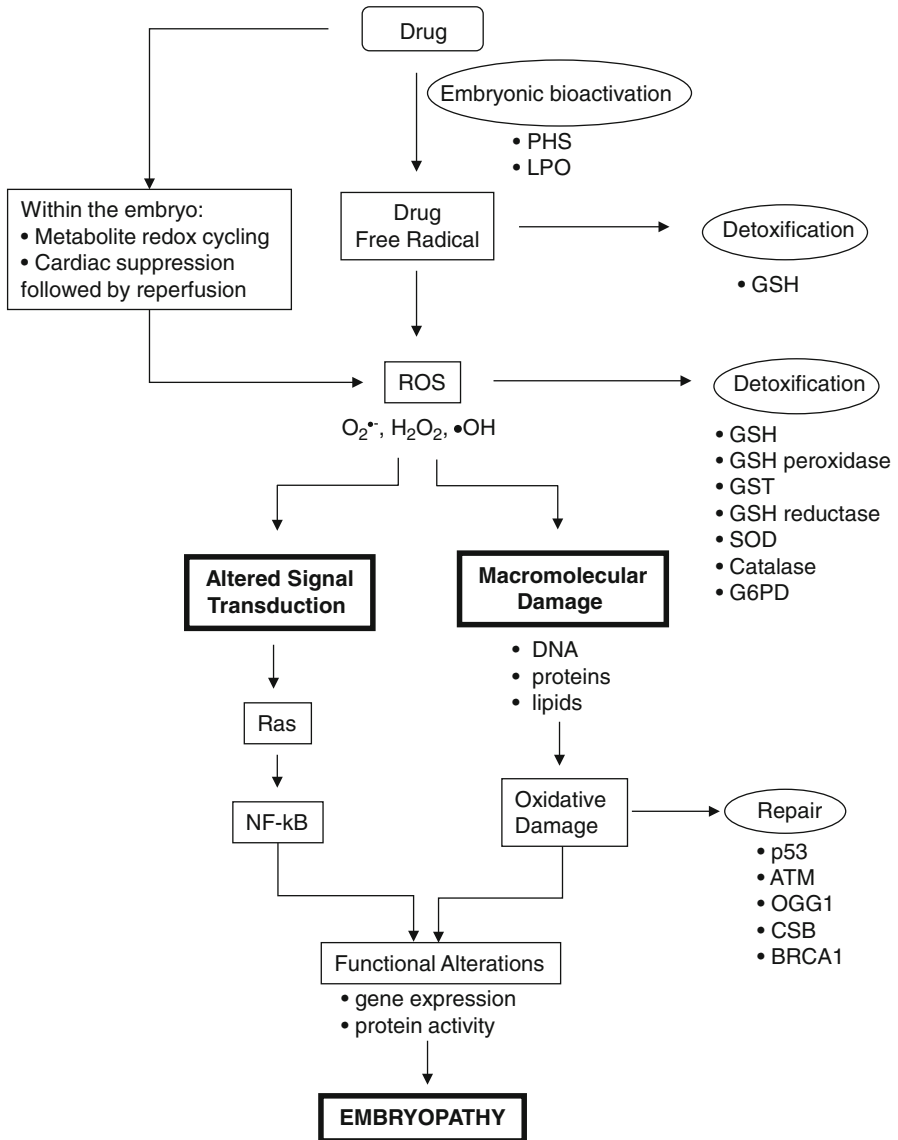 Drug
Embryonic bioactivation
• PHS
• LPO
Within the embryo:
• Metabolite redox cycling
• Cardiac suppression
followed by reperfusion
Drug
Free Radical
Detoxification
• GSH
ROS
O₂•⁻, H₂O₂, •OH
Detoxification
• GSH
• GSH peroxidase
• GST
• GSH reductase
• SOD
• Catalase
• G6PD
Altered Signal
Transduction
Macromolecular
Damage
• DNA
• proteins
• lipids
Ras
NF-kB
Oxidative
Damage
Repair
• p53
• ATM
• OGG1
• CSB
• BRCA1
Functional Alterations
• gene expression
• protein activity
EMBRYOPATHY